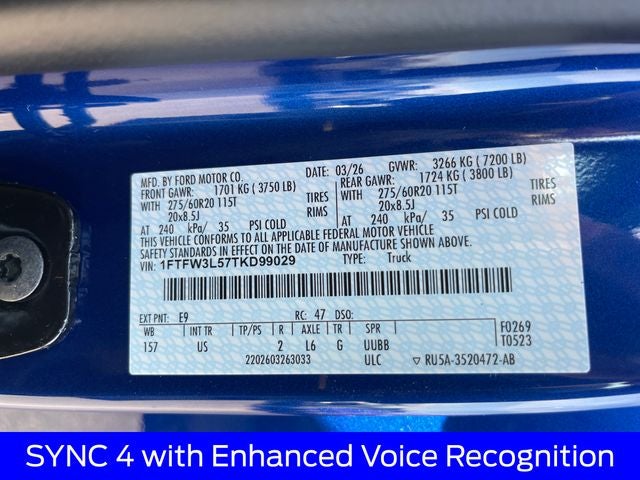 MFD. BY FORD MOTOR CO. 03/26 GVWR: 3266 KG ( 7200 LB)
FRONT GAWR: 1701 KG ( 3750 LB) REAR GAWR: 1724 KG ( 3800 LB)
WITH 275/60R20 115T TIRES WITH 275/60R20 115T TIRES
20x8.5J RIMS 20x8.5J RIMS
AT 240 kPa/ 35 PSI COLD AT 240 kPa/ 35 PSI COLD
THIS VEHICLE CONFORMS TO ALL APPLICABLE FEDERAL MOTOR VEHICLE
SAFETY STANDARDS IN EFFECT ON THE DATE OF MANUFACTURE SHOWN ABOVE.
VIN: 1FTFW3L57TKD99029 TYPE: Truck
EXT PNT: E9 RC: 47 DSO:
WB INT TR TP/PS R AXLE TR SPR F0269
157 US 2 L6 G UUBB T0523
2202603263033 ULC ▽ RU5A-3520472-AB
SYNC 4 with Enhanced Voice Recognition